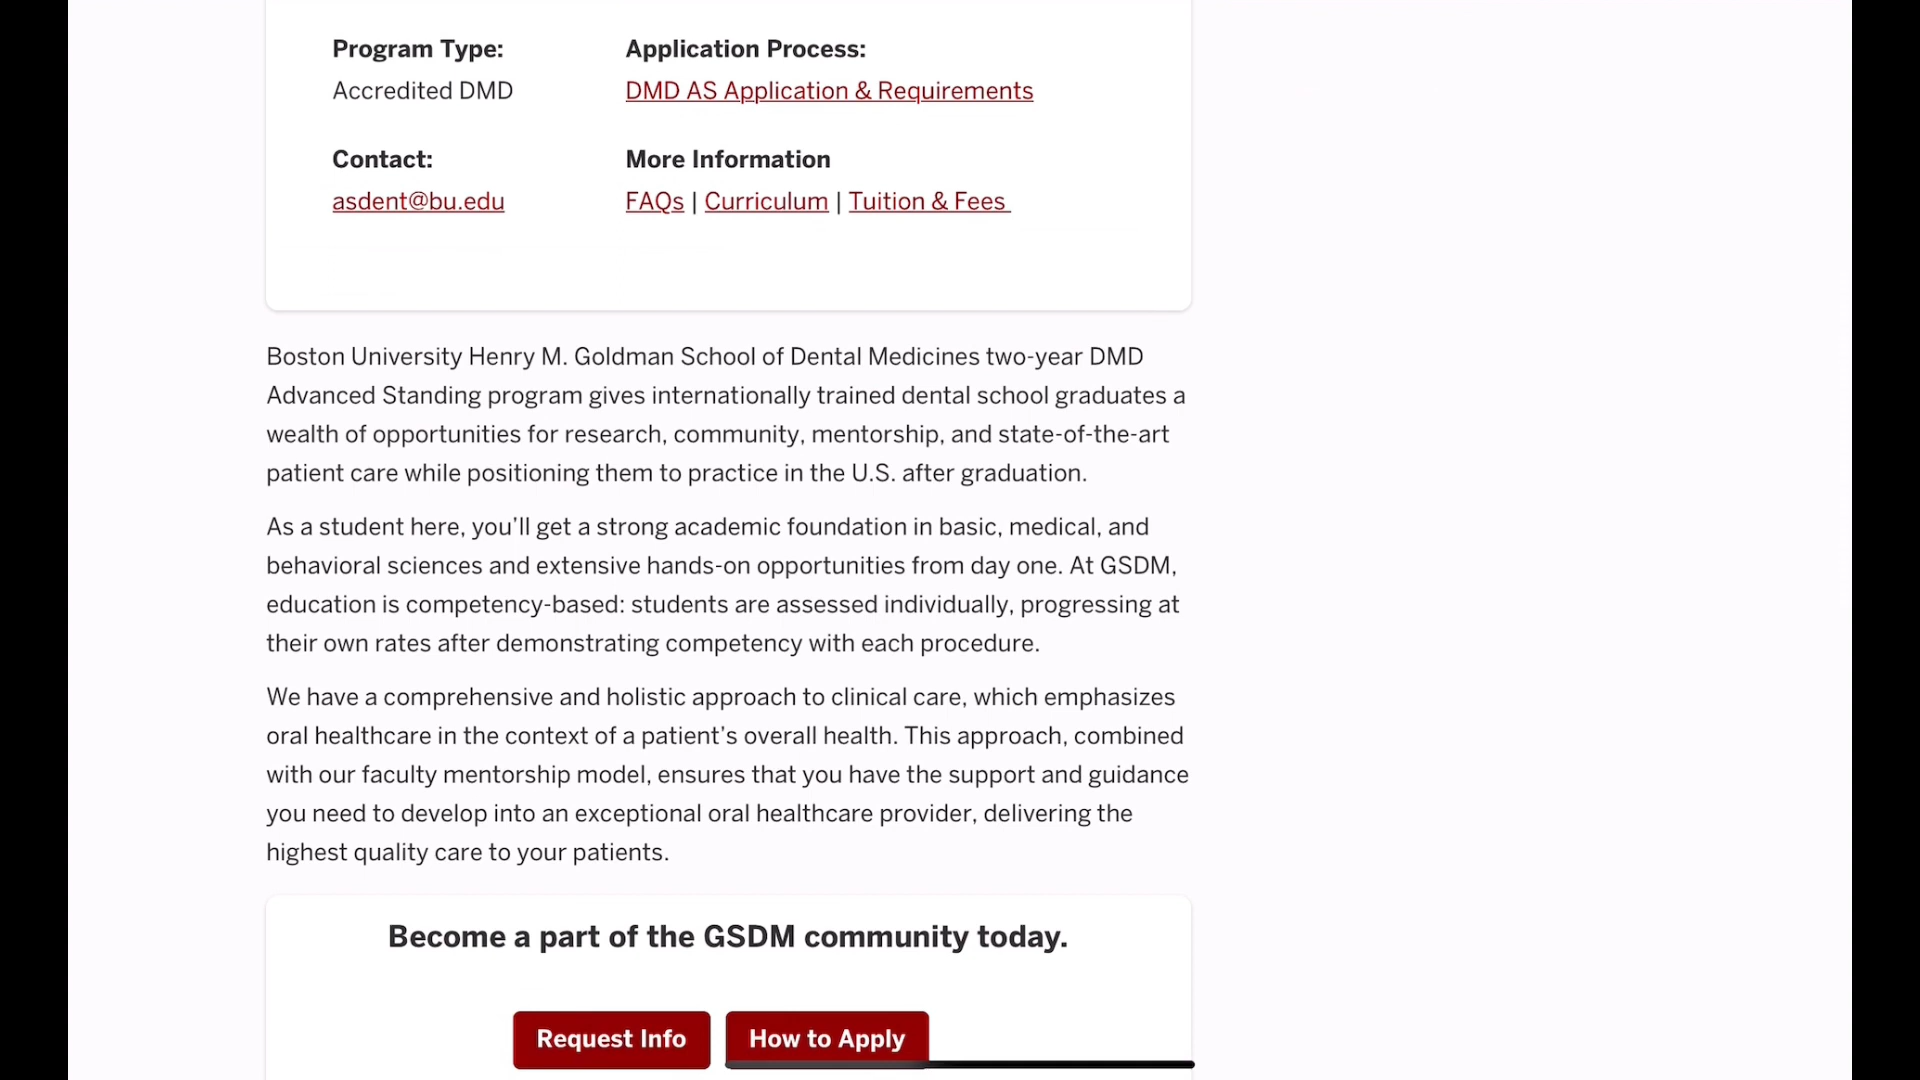 Program Type:
Accredited DMD
Application Process:
DMD AS Application & Requirements
Contact:
asdent@bu.edu
More Information
FAQs | Curriculum | Tuition & Fees
Boston University Henry M. Goldman School of Dental Medicines two-year DMD
Advanced Standing program gives internationally trained dental school graduates a
wealth of opportunities for research, community, mentorship, and state-of-the-art
patient care while positioning them to practice in the U.S. after graduation.
As a student here, you’ll get a strong academic foundation in basic, medical, and
behavioral sciences and extensive hands-on opportunities from day one. At GSDM,
education is competency-based: students are assessed individually, progressing at
their own rates after demonstrating competency with each procedure.
We have a comprehensive and holistic approach to clinical care, which emphasizes
oral healthcare in the context of a patient’s overall health. This approach, combined
with our faculty mentorship model, ensures that you have the support and guidance
you need to develop into an exceptional oral healthcare provider, delivering the
highest quality care to your patients.
Become a part of the GSDM community today.
Request Info
How to Apply